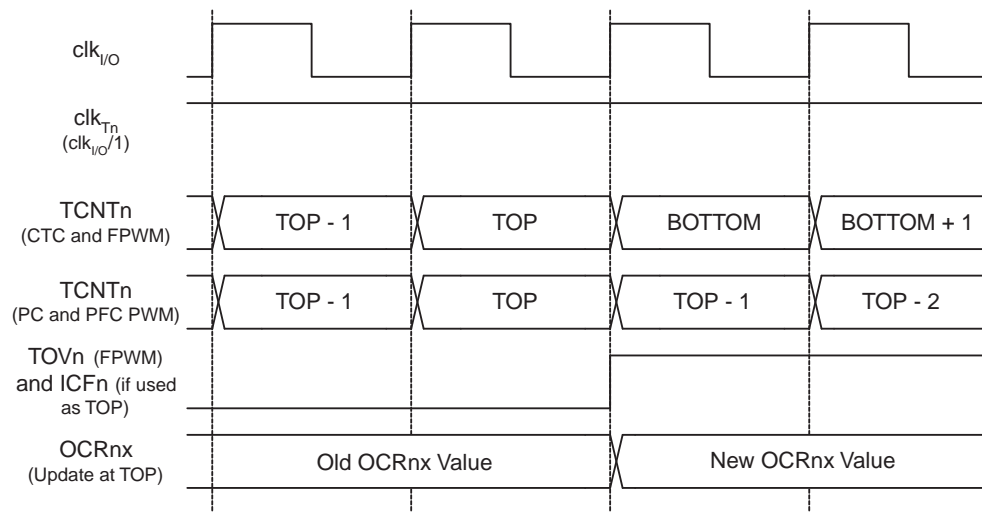 clkI/O
clkTn
(clkI/O/1)
TCNTn
(CTC and FPWM)
TOP - 1
TOP
BOTTOM
BOTTOM + 1
TCNTn
(PC and PFC PWM)
TOP - 1
TOP
TOP - 1
TOP - 2
TOVn (FPWM)
and ICFn (if used
as TOP)
OCRnx
(Update at TOP)
Old OCRnx Value
New OCRnx Value